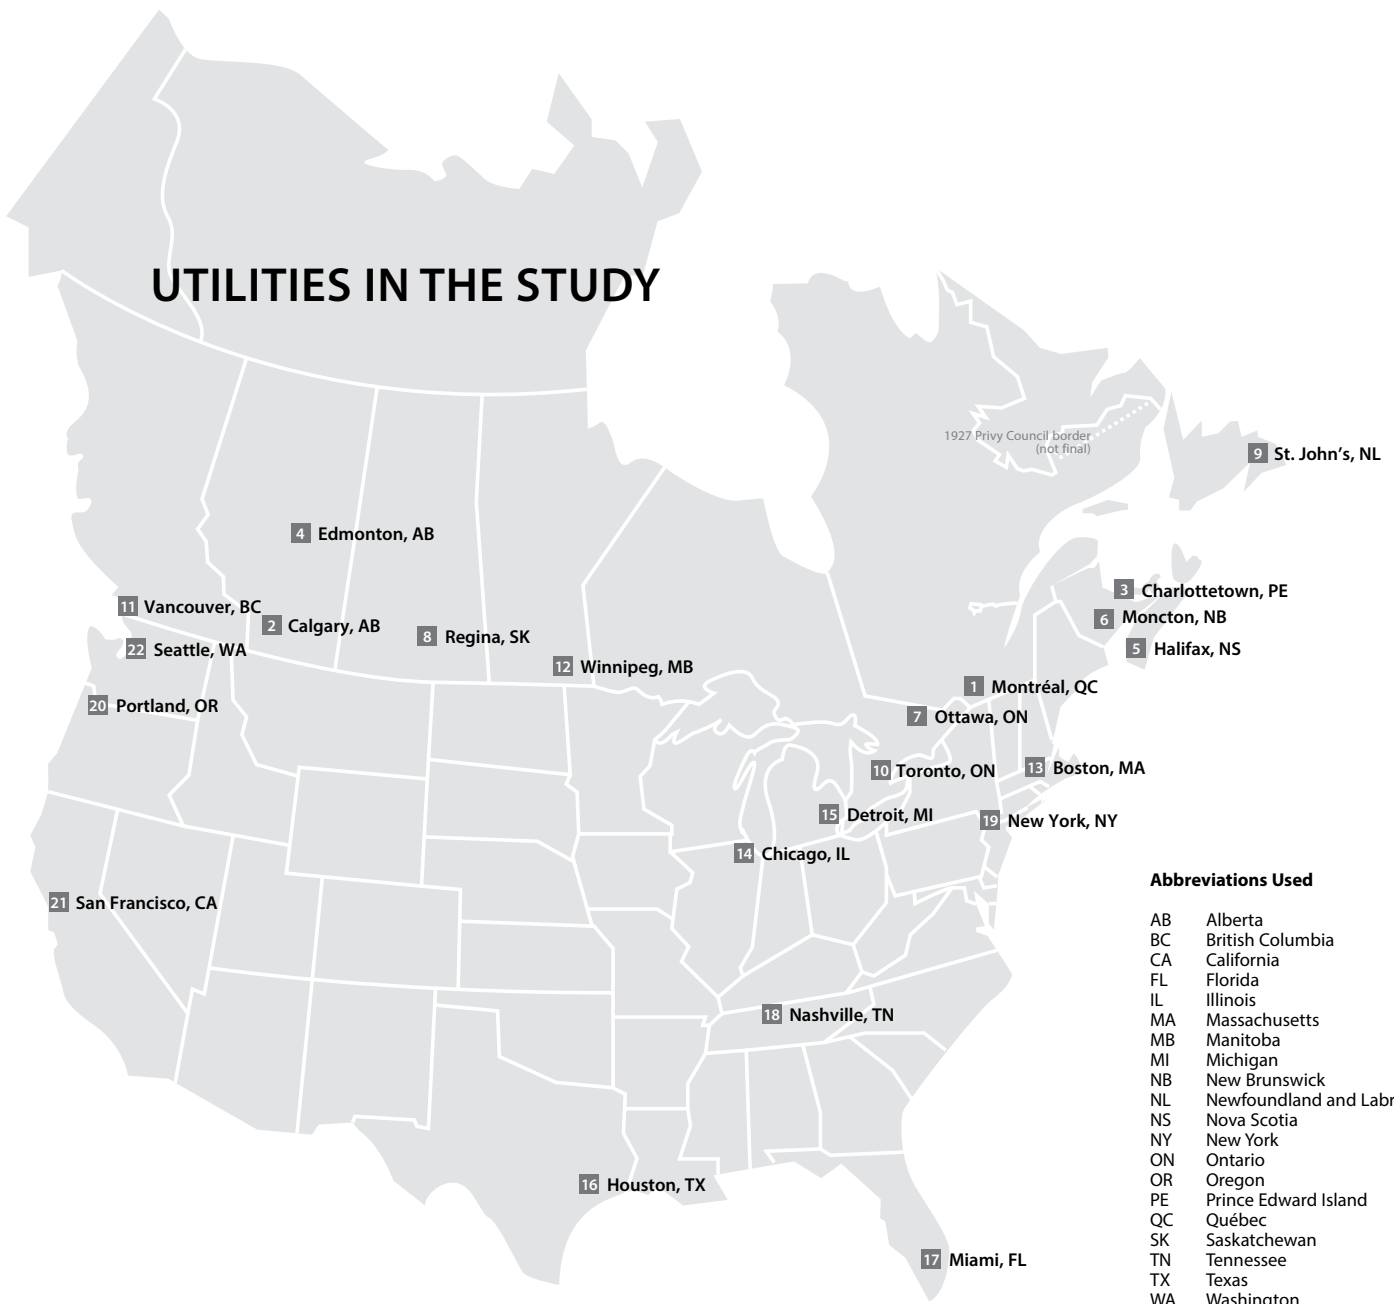 UTILITIES IN THE STUDY
1927 Privy Council border
(not final)
9 St. John’s, NL
4 Edmonton, AB
3 Charlottetown, PE
11 Vancouver, BC
6 Moncton, NB
2 Calgary, AB
8 Regina, SK
22 Seattle, WA
5 Halifax, NS
12 Winnipeg, MB
1 Montréal, QC
20 Portland, OR
7 Ottawa, ON
13 Boston, MA
10 Toronto, ON
15 Detroit, MI
19 New York, NY
14 Chicago, IL
21 San Francisco, CA
18 Nashville, TN
16 Houston, TX
17 Miami, FL
Abbreviations Used
AB Alberta
BC British Columbia
CA California
FL Florida
IL Illinois
MA Massachusetts
MB Manitoba
MI Michigan
NB New Brunswick
NL Newfoundland and Labr
NS Nova Scotia
NY New York
ON Ontario
OR Oregon
PE Prince Edward Island
QC Québec
SK Saskatchewan
TN Tennessee
TX Texas
WA Washington